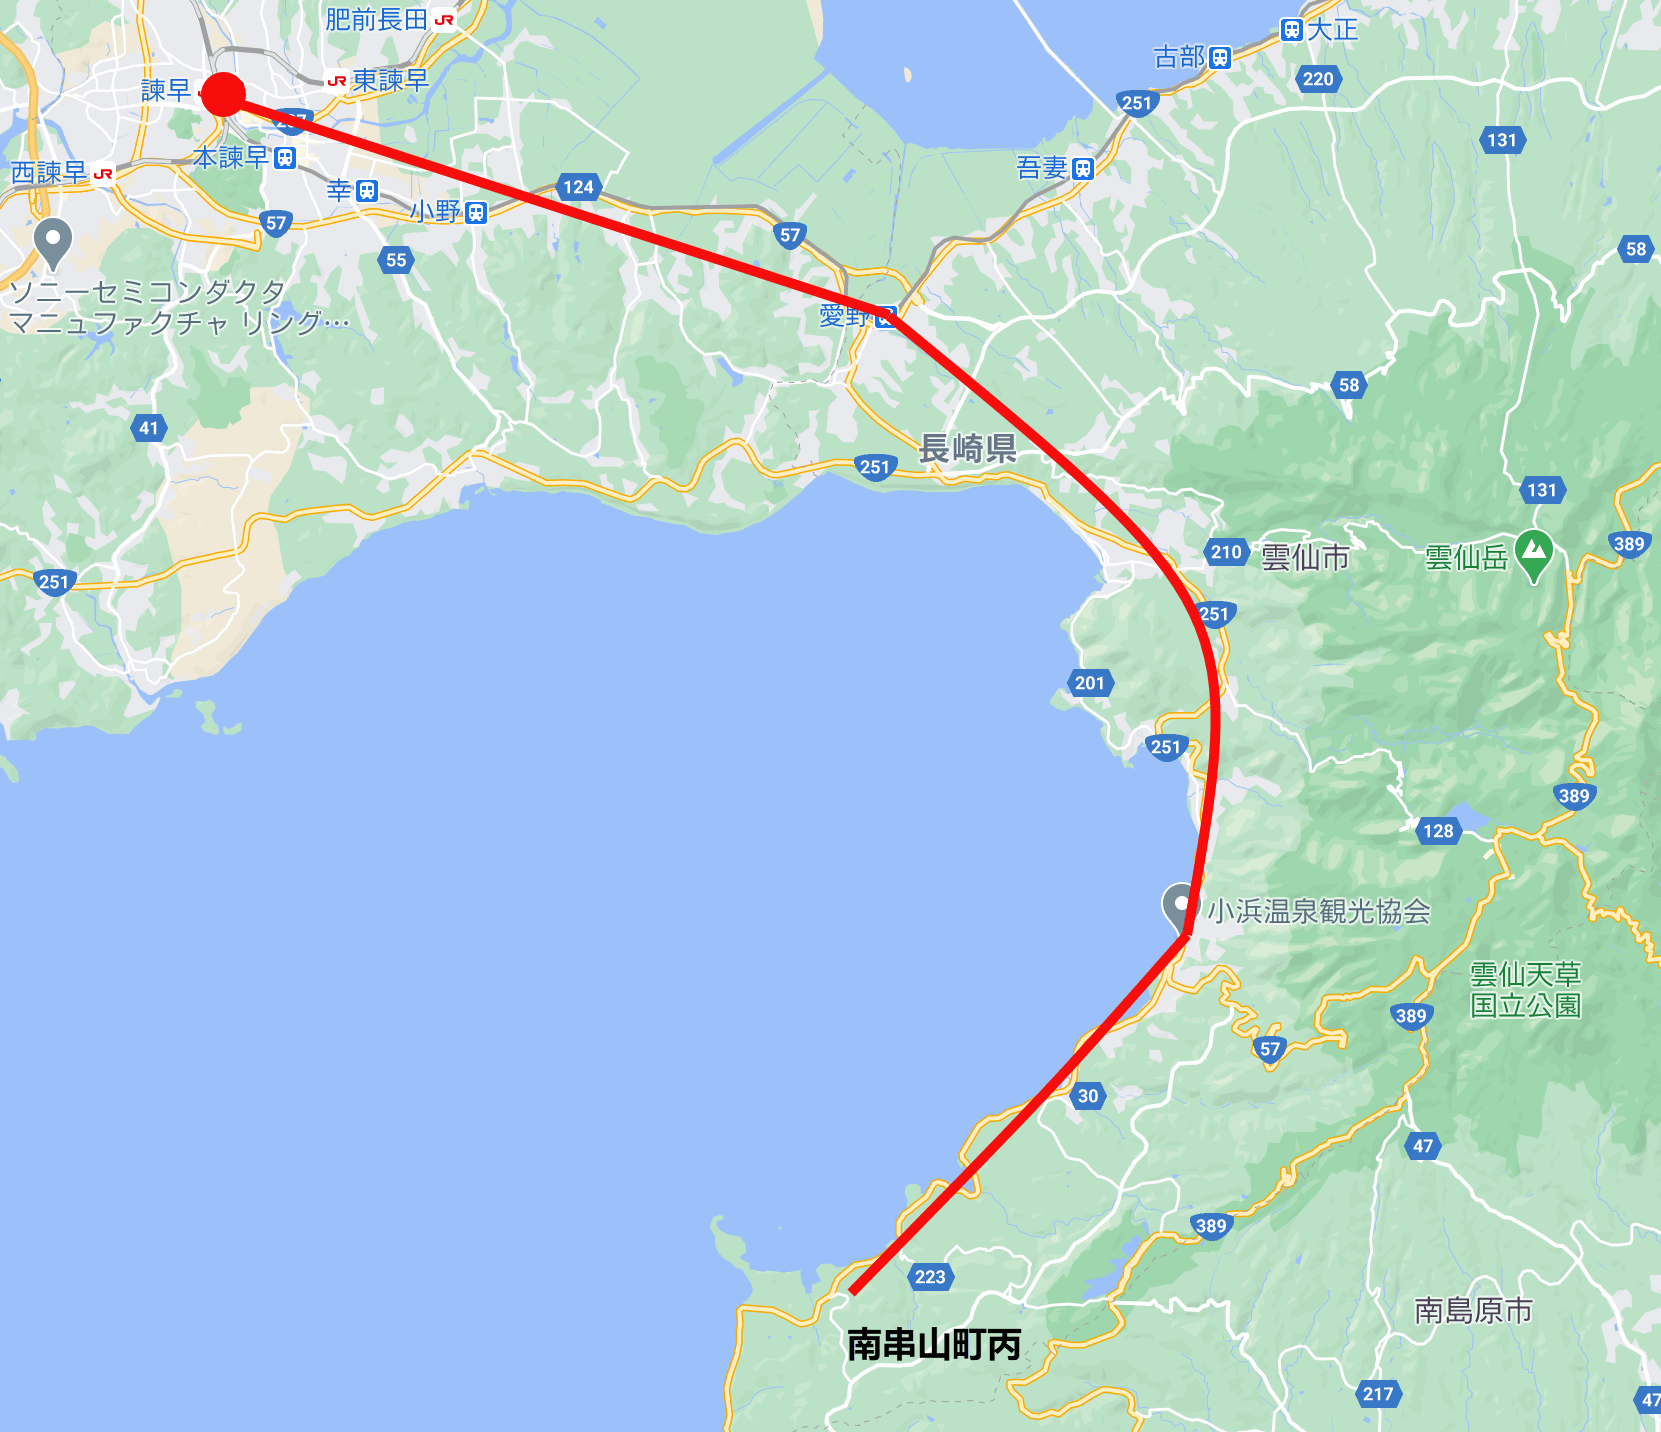 肥前長田
大正
古部
220
諫早
東諫早
251
131
本諫早
吾妻
西諫早
幸
124
小野
57
57
58
55
ソニーセミコンダクタ
マニュファクチャ リング…
愛野
58
41
長崎県
251
131
210
雲仙市
雲仙岳
389
251
251
201
251
389
128
小浜温泉観光協会
雲仙天草
国立公園
389
57
30
47
389
223
南島原市
南串山町丙
217
47